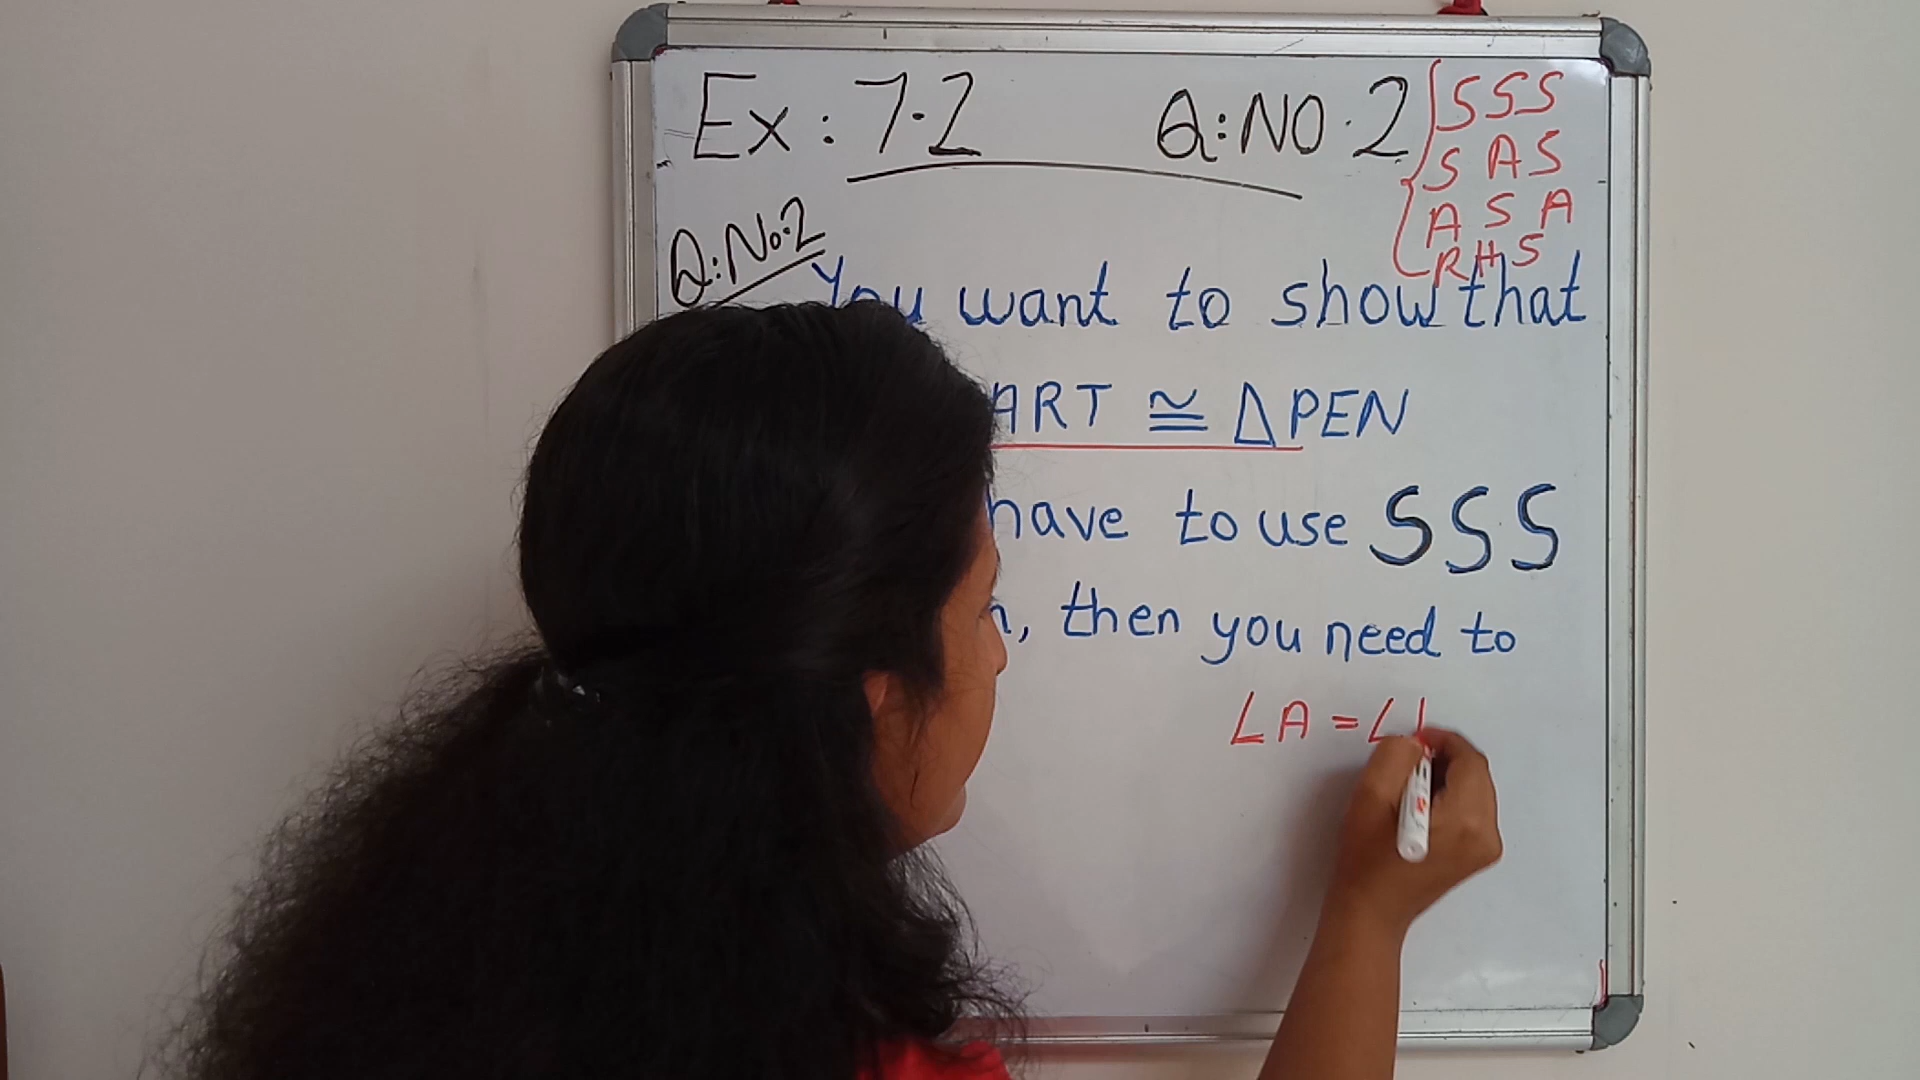 Ex : 7.2 Q:NO.2
SSS
SAS
ASA
RHS
Q:No.2
You want to show that
ART ≅ ΔPEN
have to use SSS
, then you need to
∠A = ∠